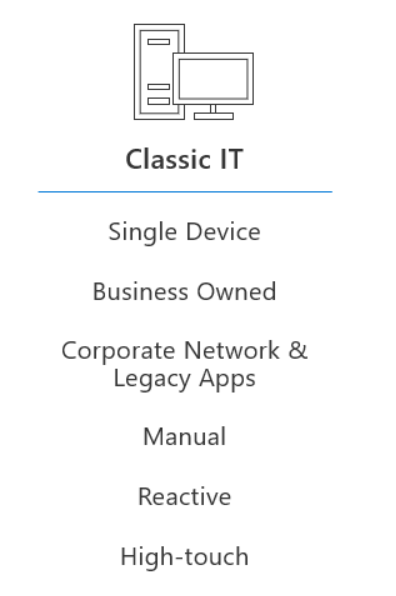 Classic IT
Single Device
Business Owned
Corporate Network &
Legacy Apps
Manual
Reactive
High-touch